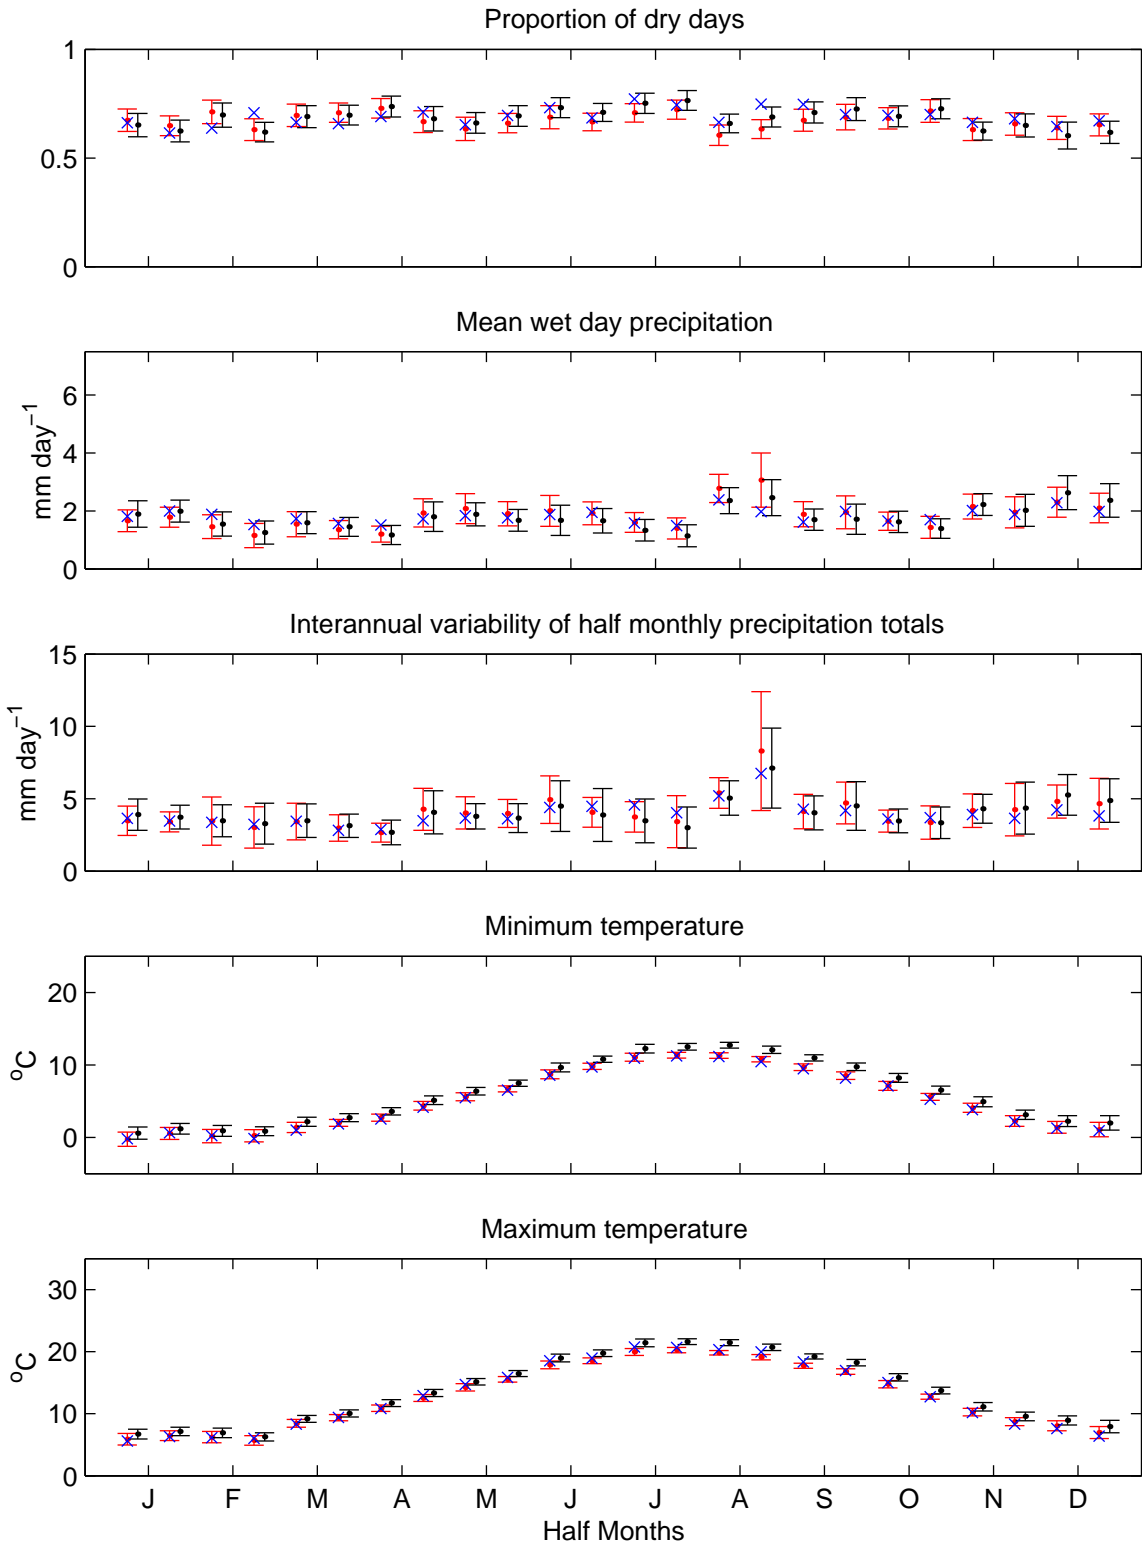 Proportion of dry days
1
0.5
0
Mean wet day precipitation
6
4
2
0
mm day⁻¹
Interannual variability of half monthly precipitation totals
15
10
5
0
mm day⁻¹
Minimum temperature
20
10
0
ºC
Maximum temperature
30
20
10
0
ºC
J F M A M J J A S O N D
Half Months